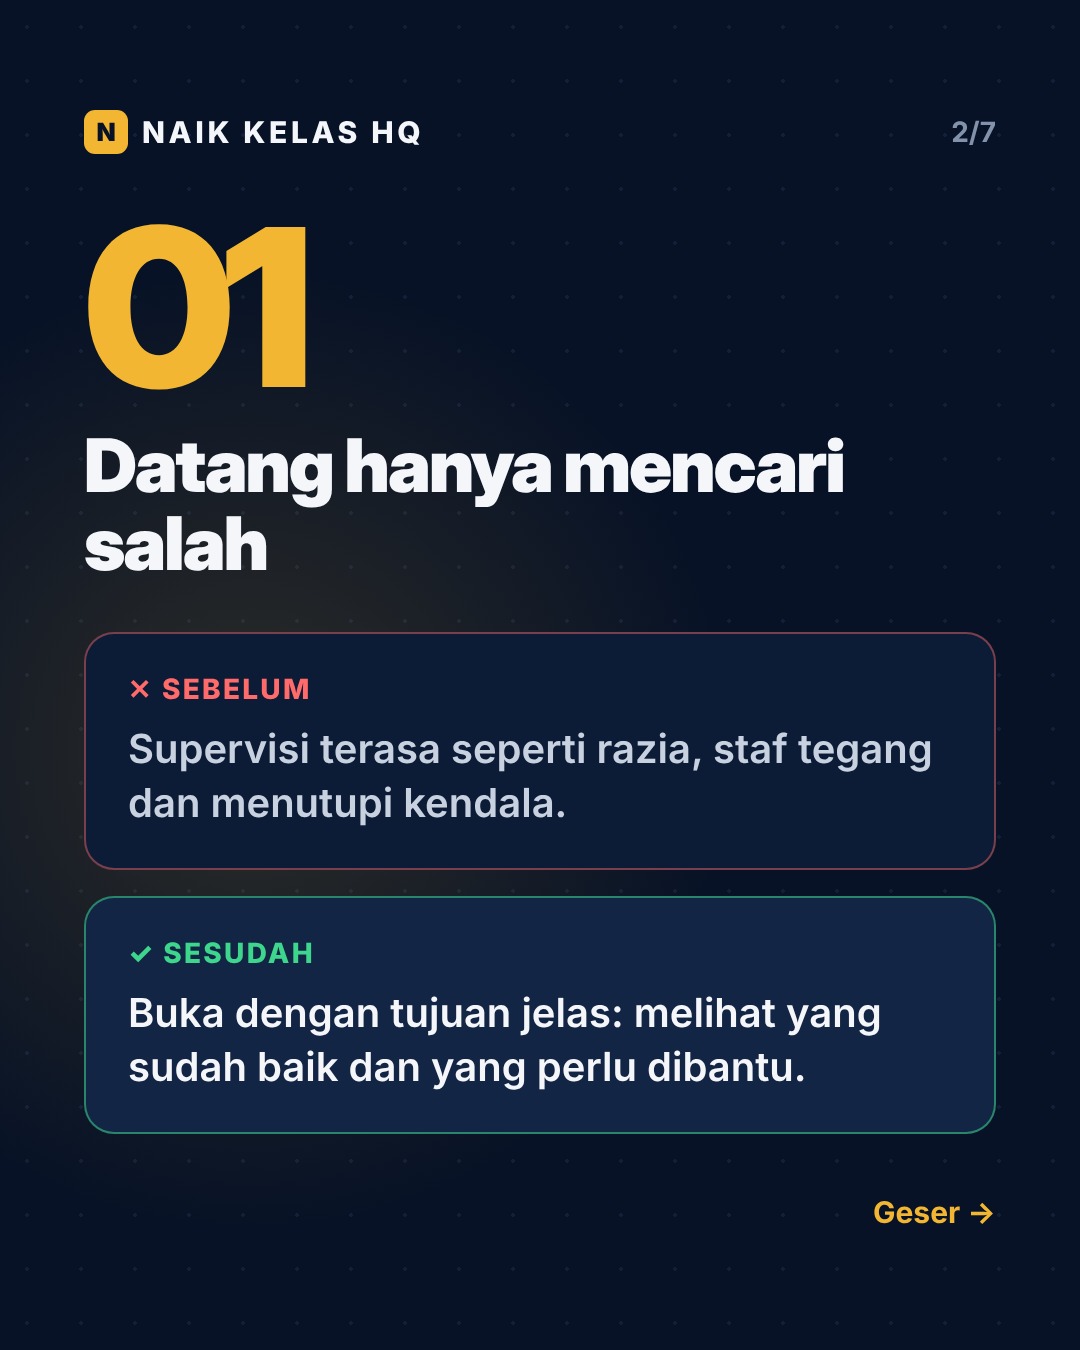 N NAIK KELAS HQ
2/7
01
Datang hanya mencari
salah
✕ SEBELUM
Supervisi terasa seperti razia, staf tegang
dan menutupi kendala.
✓ SESUDAH
Buka dengan tujuan jelas: melihat yang
sudah baik dan yang perlu dibantu.
Geser →